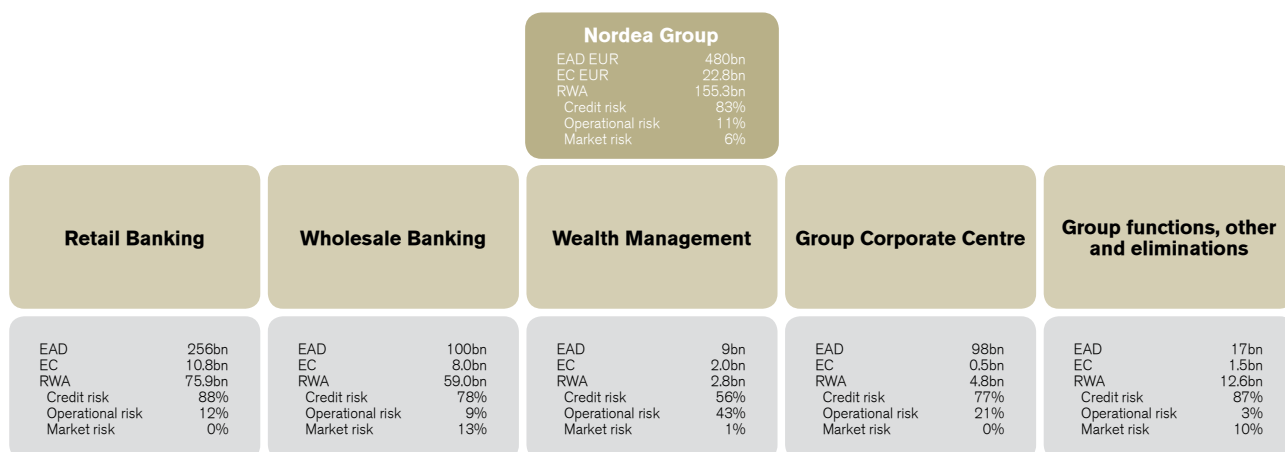 Nordea Group
EAD EUR 480bn
EC EUR 22.8bn
RWA 155.3bn
Credit risk 83%
Operational risk 11%
Market risk 6%
Retail Banking
EAD 256bn
EC 10.8bn
RWA 75.9bn
Credit risk 88%
Operational risk 12%
Market risk 0%
Wholesale Banking
EAD 100bn
EC 8.0bn
RWA 59.0bn
Credit risk 78%
Operational risk 9%
Market risk 13%
Wealth Management
EAD 9bn
EC 2.0bn
RWA 2.8bn
Credit risk 56%
Operational risk 43%
Market risk 1%
Group Corporate Centre
EAD 98bn
EC 0.5bn
RWA 4.8bn
Credit risk 77%
Operational risk 21%
Market risk 0%
Group functions, other
and eliminations
EAD 17bn
EC 1.5bn
RWA 12.6bn
Credit risk 87%
Operational risk 3%
Market risk 10%